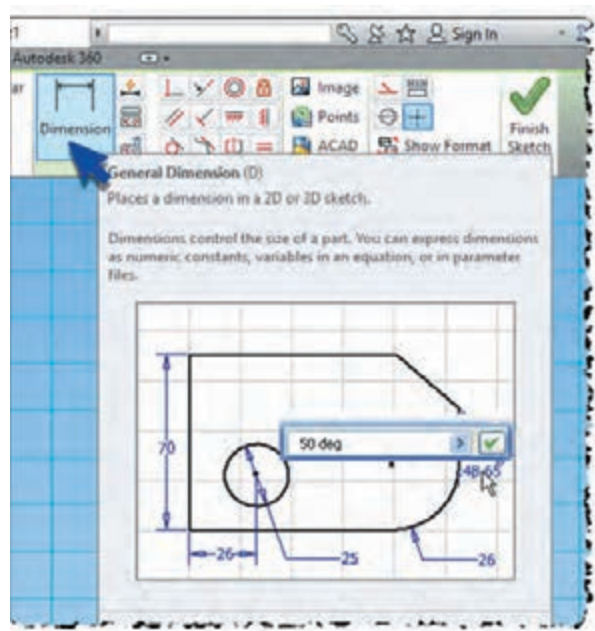 Sign In
Autodesk 360
Dimension
Image
Points
ACAD
Show Format
Finish
Sketch
General Dimension (D)
Places a dimension in a 2D or 3D sketch.
Dimensions control the size of a part. You can express dimensions
as numeric constants, variables in an equation, or in parameter
files.
50 deg
70
26
25
26